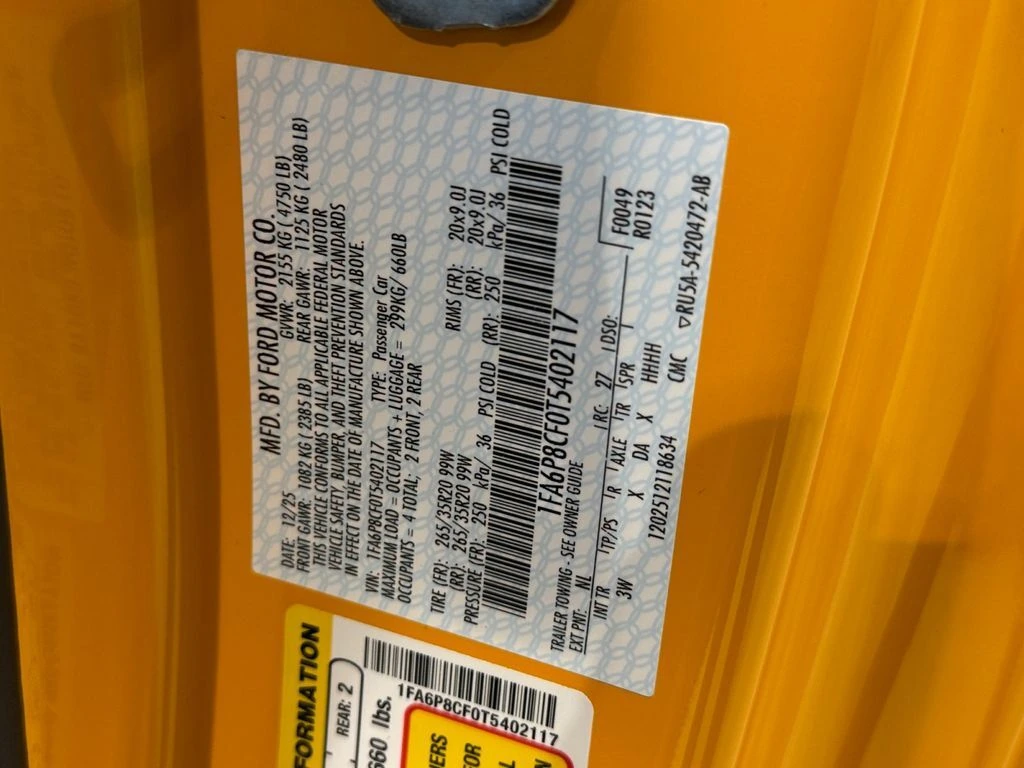 MFD. BY FORD MOTOR CO.
DATE: 12/25 GVWR: 2155 KG ( 4750 LB)
FRONT GAWR: 1082 KG ( 2385 LB) REAR GAWR: 1125 KG ( 2480 LB)
THIS VEHICLE CONFORMS TO ALL APPLICABLE FEDERAL MOTOR
VEHICLE SAFETY, BUMPER, AND THEFT PREVENTION STANDARDS
IN EFFECT ON THE DATE OF MANUFACTURE SHOWN ABOVE.
VIN: 1FA6P8CF0T5402117 TYPE: Passenger Car
MAXIMUM LOAD = OCCUPANTS + LUGGAGE = 299KG/ 660LB
OCCUPANTS = 4 TOTAL; 2 FRONT, 2 REAR
TIRE (FR): 265/35R20 99W RIMS (FR): 20x9.0J
(RR): 265/35R20 99W (RR): 20x9.0J
PRESSURE (FR): 250 kPa/ 36 PSI COLD (RR): 250 kPa/ 36 PSI COLD
1FA6P8CF0T5402117
TRAILER TOWING - SEE OWNER GUIDE
EXT PNT: NL RC: 27 DSO: F0049
INT TR TP/PS R AXLE TR SPR R0123
3W X DA X HHHH
1202512118634 CMC ▽RU5A-5420472-AB
FORMATION
REAR: 2
660 lbs.
1FA6P8CF0T5402117